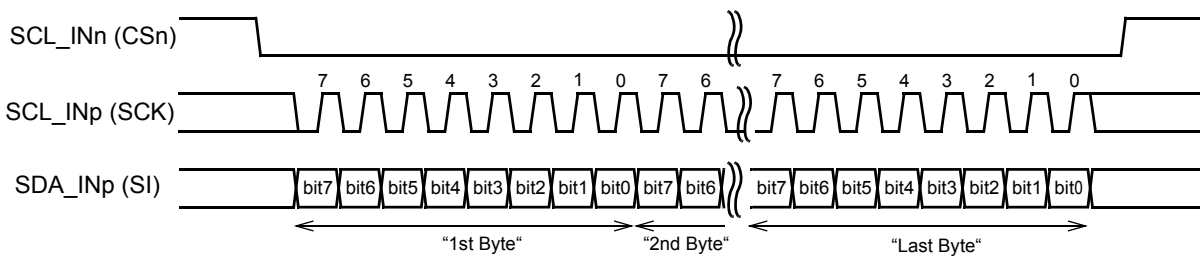 SCL_INn (CSn)
7 6 5 4 3 2 1 0 7 6 7 6 5 4 3 2 1 0
SCL_INp (SCK)
SDA_INp (SI) bit7 bit6 bit5 bit4 bit3 bit2 bit1 bit0 bit7 bit6 bit7 bit6 bit5 bit4 bit3 bit2 bit1 bit0
“1st Byte“ “2nd Byte“ “Last Byte“